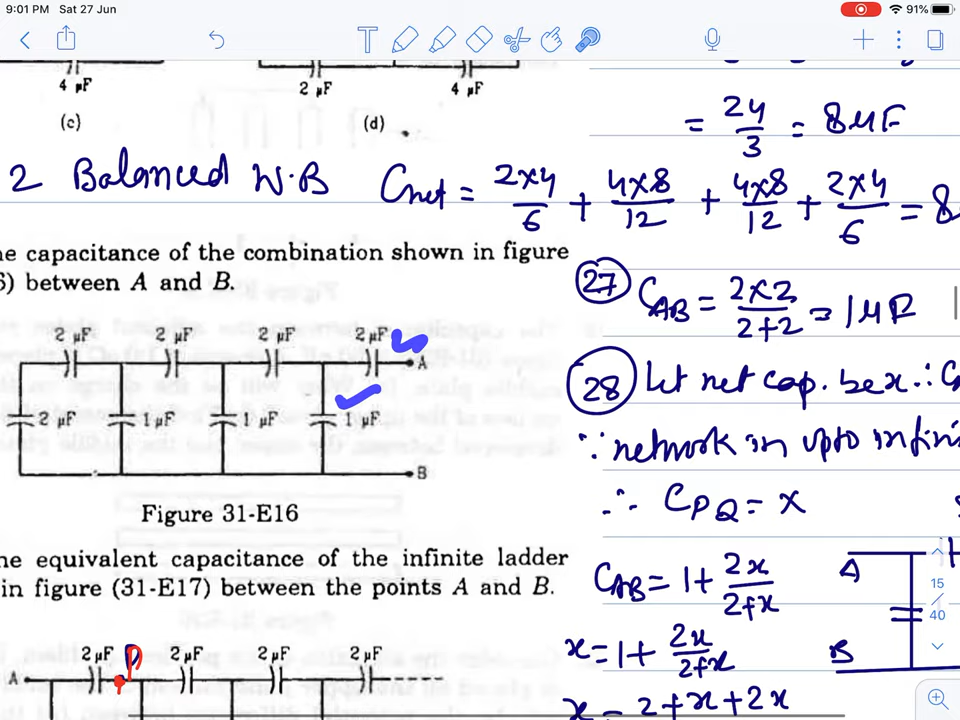 9:01 PM Sat 27 Jun
91%
4 µF
2 µF
4 µF
(c)
(d)
= 24/3 = 8µF
2 Balanced W.B Cnet = 2×4/6 + 4×8/12 + 4×8/12 + 2×4/6 = 8
he capacitance of the combination shown in figure
6) between A and B.
27 CAB = 2×2/2+2 = 1µF
2 µF 2 µF 2 µF 2 µF
A
2 µF 1 µF 1 µF 1 µF
B
Figure 31-E16
28 Let net cap. be x ∴ C
∵ network in upto infini
∴ CPQ = x
he equivalent capacitance of the infinite ladder
in figure (31-E17) between the points A and B.
CAB = 1 + 2x/2+x
x = 1 + 2x/2+x
x = 2+x+2x
A
B
15
/
40
2 µF P 2 µF 2 µF 2 µF
A